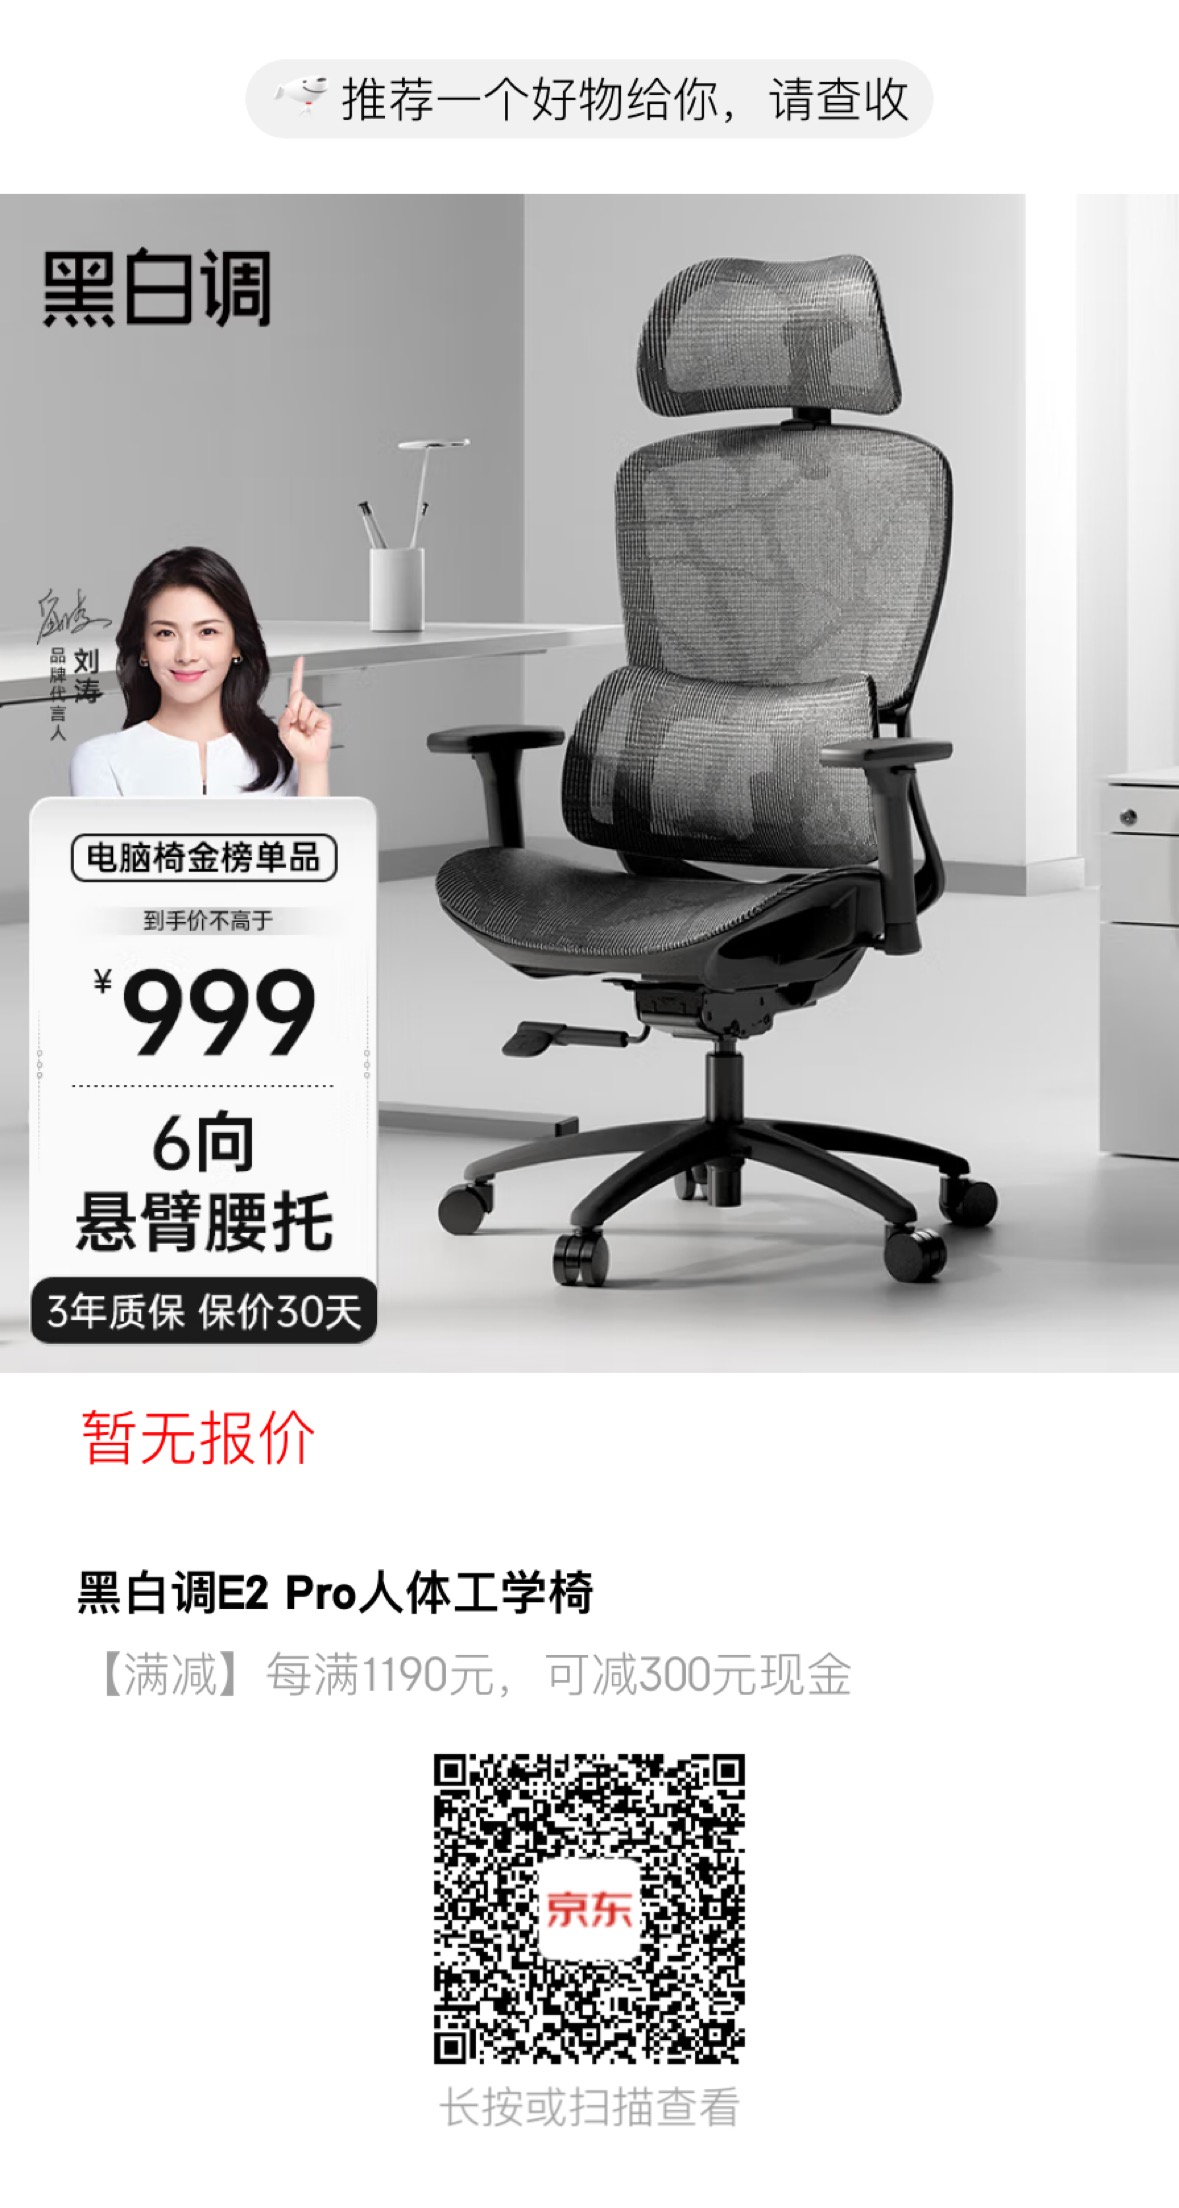 推荐一个好物给你，请查收
黑白调
刘涛
品牌代言人
电脑椅金榜单品
到手价不高于
¥999
6向
悬臂腰托
3年质保 保价30天
暂无报价
黑白调E2 Pro人体工学椅
【满减】每满1190元，可减300元现金
京东
长按或扫描查看